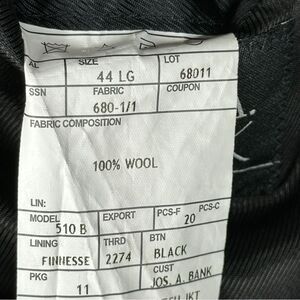 AL SIZE LOT
44 LG 68011
SSN FABRIC COUPON
680-1/1
FABRIC COMPOSITION
100% WOOL
LIN:
MODEL EXPORT PCS-F PCS-C
510 B 20
LINING THRD BTN
FINNESSE 2274 BLACK
PKG CUST
11 JOS. A. BANK
JKT